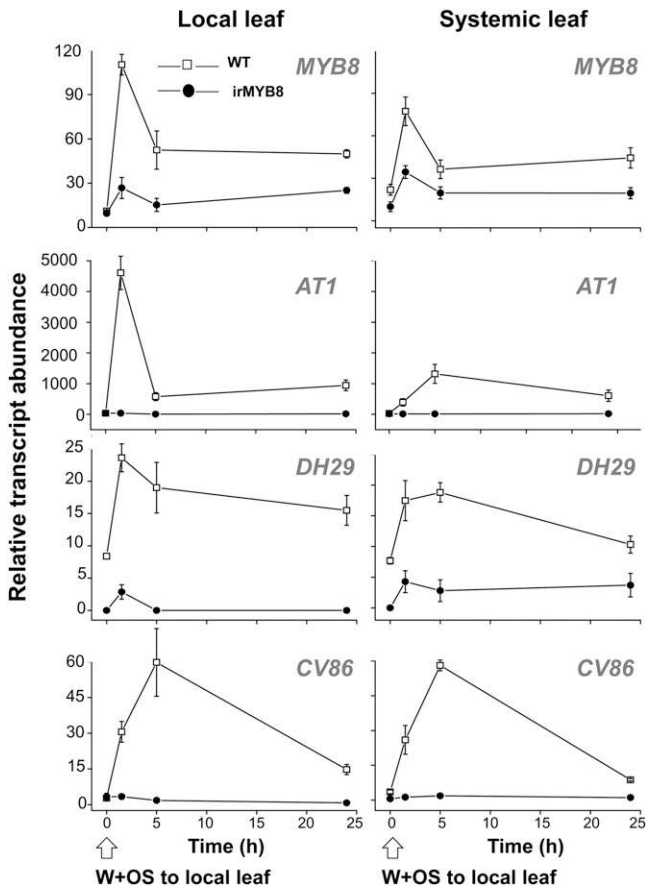 Local leaf
Systemic leaf
Relative transcript abundance
120
90
60
30
0
WT
irMYB8
MYB8
MYB8
5000
4000
3000
2000
1000
0
AT1
AT1
25
20
15
10
5
0
DH29
DH29
60
45
30
15
0
CV86
CV86
0 5 10 15 20 25
0 5 10 15 20 25
Time (h)
Time (h)
W+OS to local leaf
W+OS to local leaf